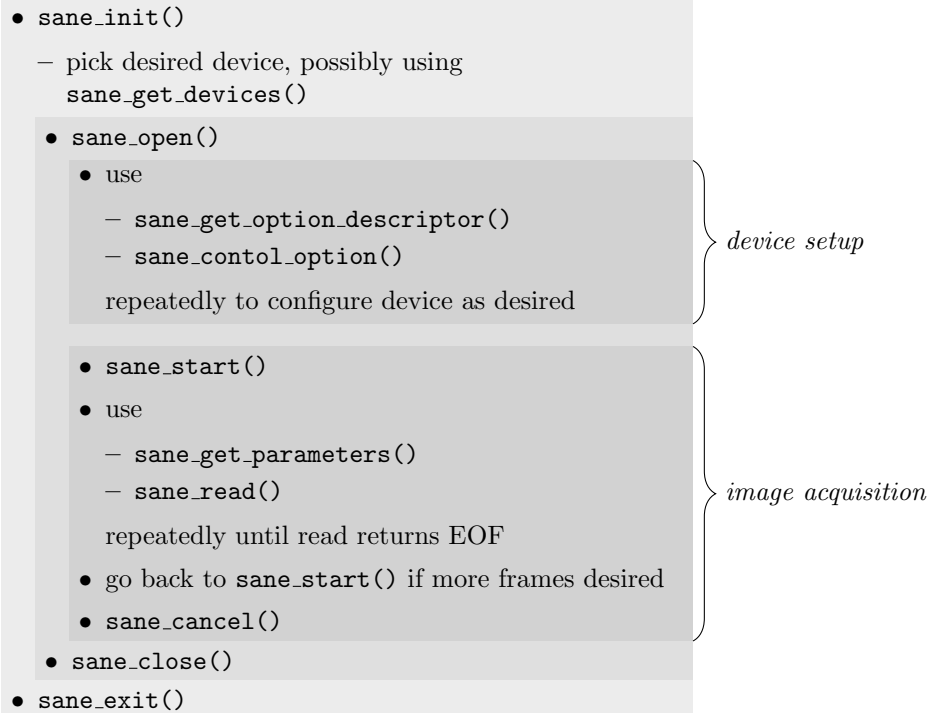 • sane_init()
– pick desired device, possibly using
sane_get_devices()
• sane_open()
• use
– sane_get_option_descriptor()
– sane_contol_option()
repeatedly to configure device as desired
device setup
• sane_start()
• use
– sane_get_parameters()
– sane_read()
repeatedly until read returns EOF
• go back to sane_start() if more frames desired
• sane_cancel()
image acquisition
• sane_close()
• sane_exit()